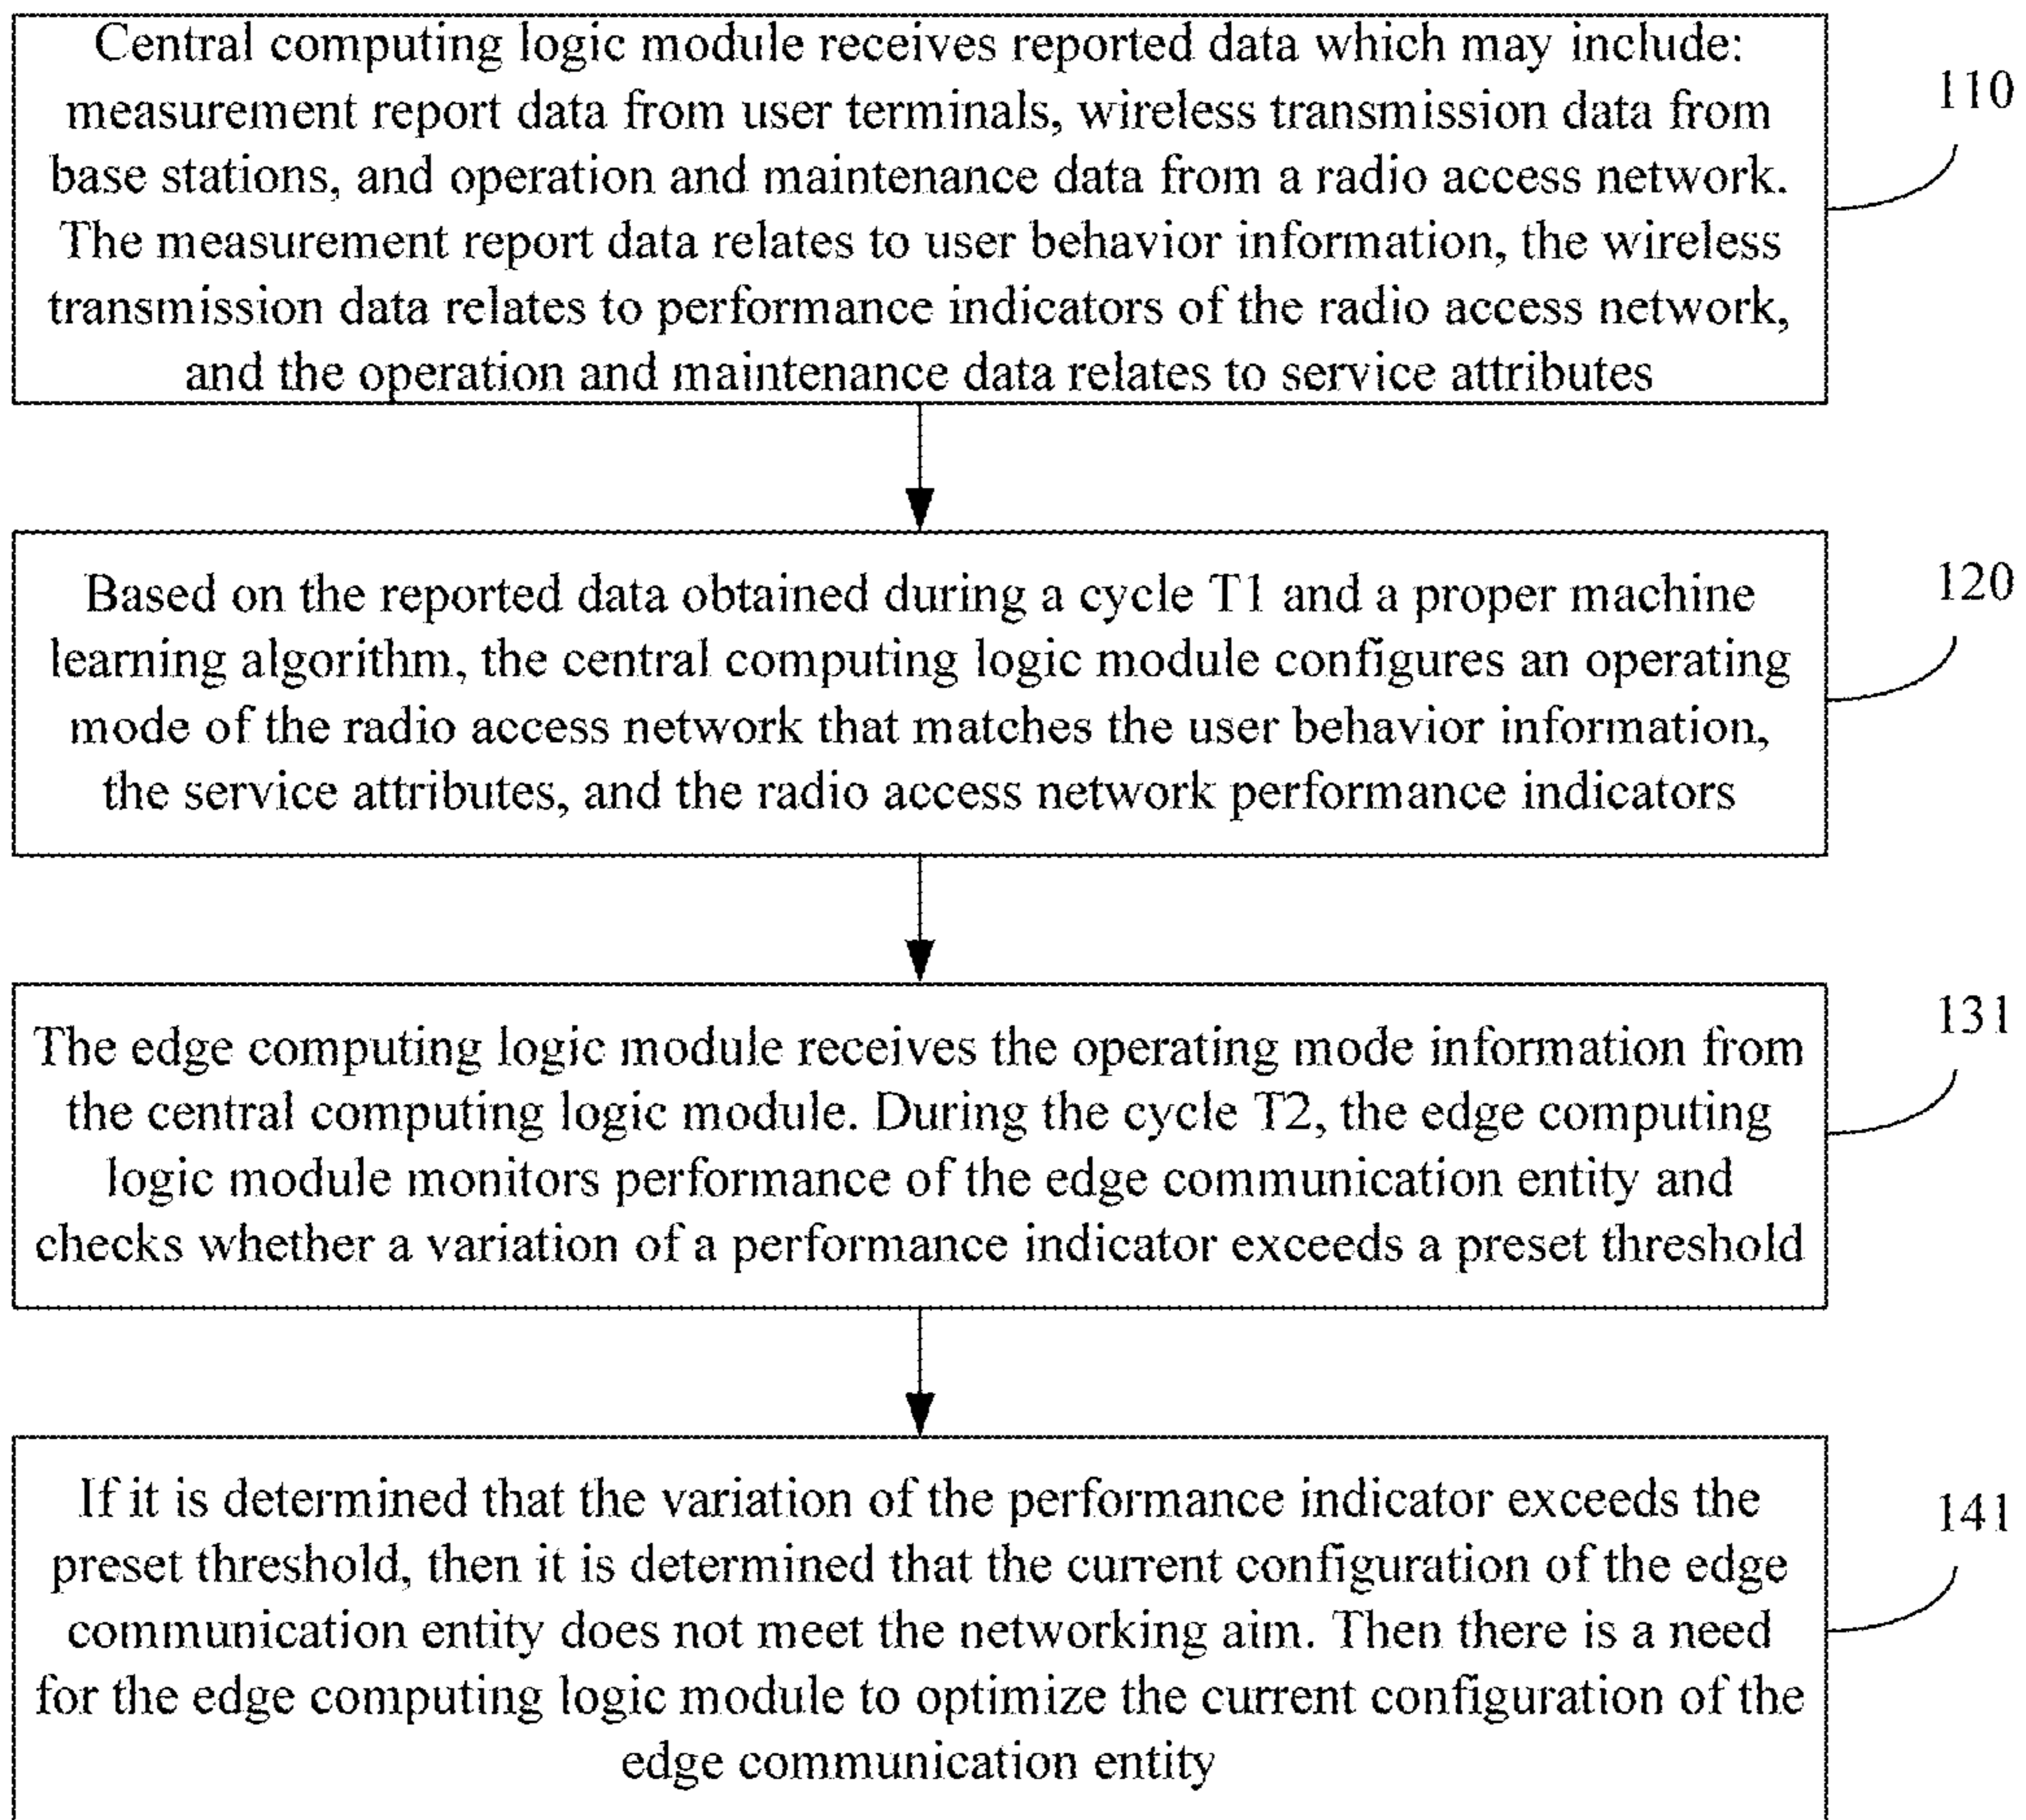 Central computing logic module receives reported data which may include:
measurement report data from user terminals, wireless transmission data from
base stations, and operation and maintenance data from a radio access network.
The measurement report data relates to user behavior information, the wireless
transmission data relates to performance indicators of the radio access network,
and the operation and maintenance data relates to service attributes
110
Based on the reported data obtained during a cycle T1 and a proper machine
learning algorithm, the central computing logic module configures an operating
mode of the radio access network that matches the user behavior information,
the service attributes, and the radio access network performance indicators
120
The edge computing logic module receives the operating mode information from
the central computing logic module. During the cycle T2, the edge computing
logic module monitors performance of the edge communication entity and
checks whether a variation of a performance indicator exceeds a preset threshold
131
If it is determined that the variation of the performance indicator exceeds the
preset threshold, then it is determined that the current configuration of the edge
communication entity does not meet the networking aim. Then there is a need
for the edge computing logic module to optimize the current configuration of the
edge communication entity
141